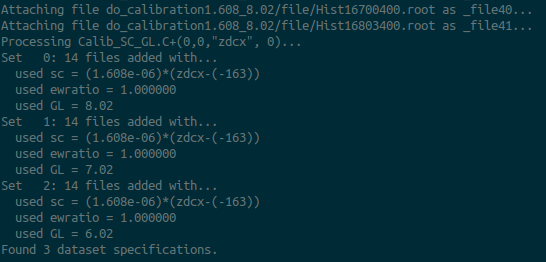 Attaching file do_calibration1.608_8.02/file/Hist16700400.root as _file40...
Attaching file do_calibration1.608_8.02/file/Hist16803400.root as _file41...
Processing Calib_SC_GL.C+(0,0,"zdcx", 0)...
Set   0: 14 files added with...
  used sc = (1.608e-06)*(zdcx-(-163))
  used ewratio = 1.000000
  used GL = 8.02
Set   1: 14 files added with...
  used sc = (1.608e-06)*(zdcx-(-163))
  used ewratio = 1.000000
  used GL = 7.02
Set   2: 14 files added with...
  used sc = (1.608e-06)*(zdcx-(-163))
  used ewratio = 1.000000
  used GL = 6.02
Found 3 dataset specifications.